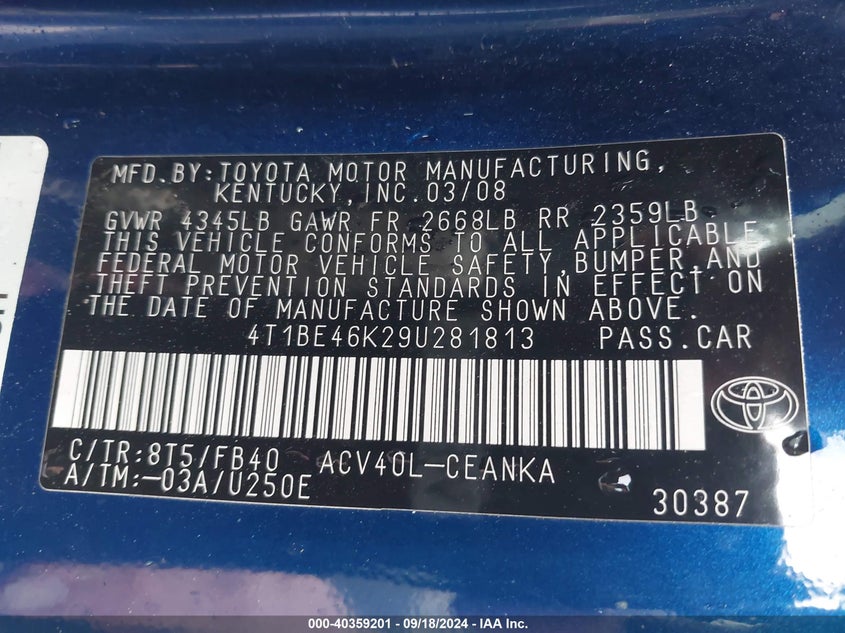 MFD.BY:TOYOTA MOTOR MANUFACTURING,
KENTUCKY,INC.03/08
GVWR 4345LB GAWR FR 2668LB RR 2359LB
THIS VEHICLE CONFORMS TO ALL APPLICABLE
FEDERAL MOTOR VEHICLE SAFETY,BUMPER,AND
THEFT PREVENTION STANDARDS IN EFFECT ON
THE DATE OF MANUFACTURE SHOWN ABOVE.
4T1BE46K29U281813 PASS.CAR
C/TR:8T5/FB40 ACV40L-CEANKA
A/TM:-03A/U250E
30387
000-40359201 - 09/18/2024 - IAA Inc.